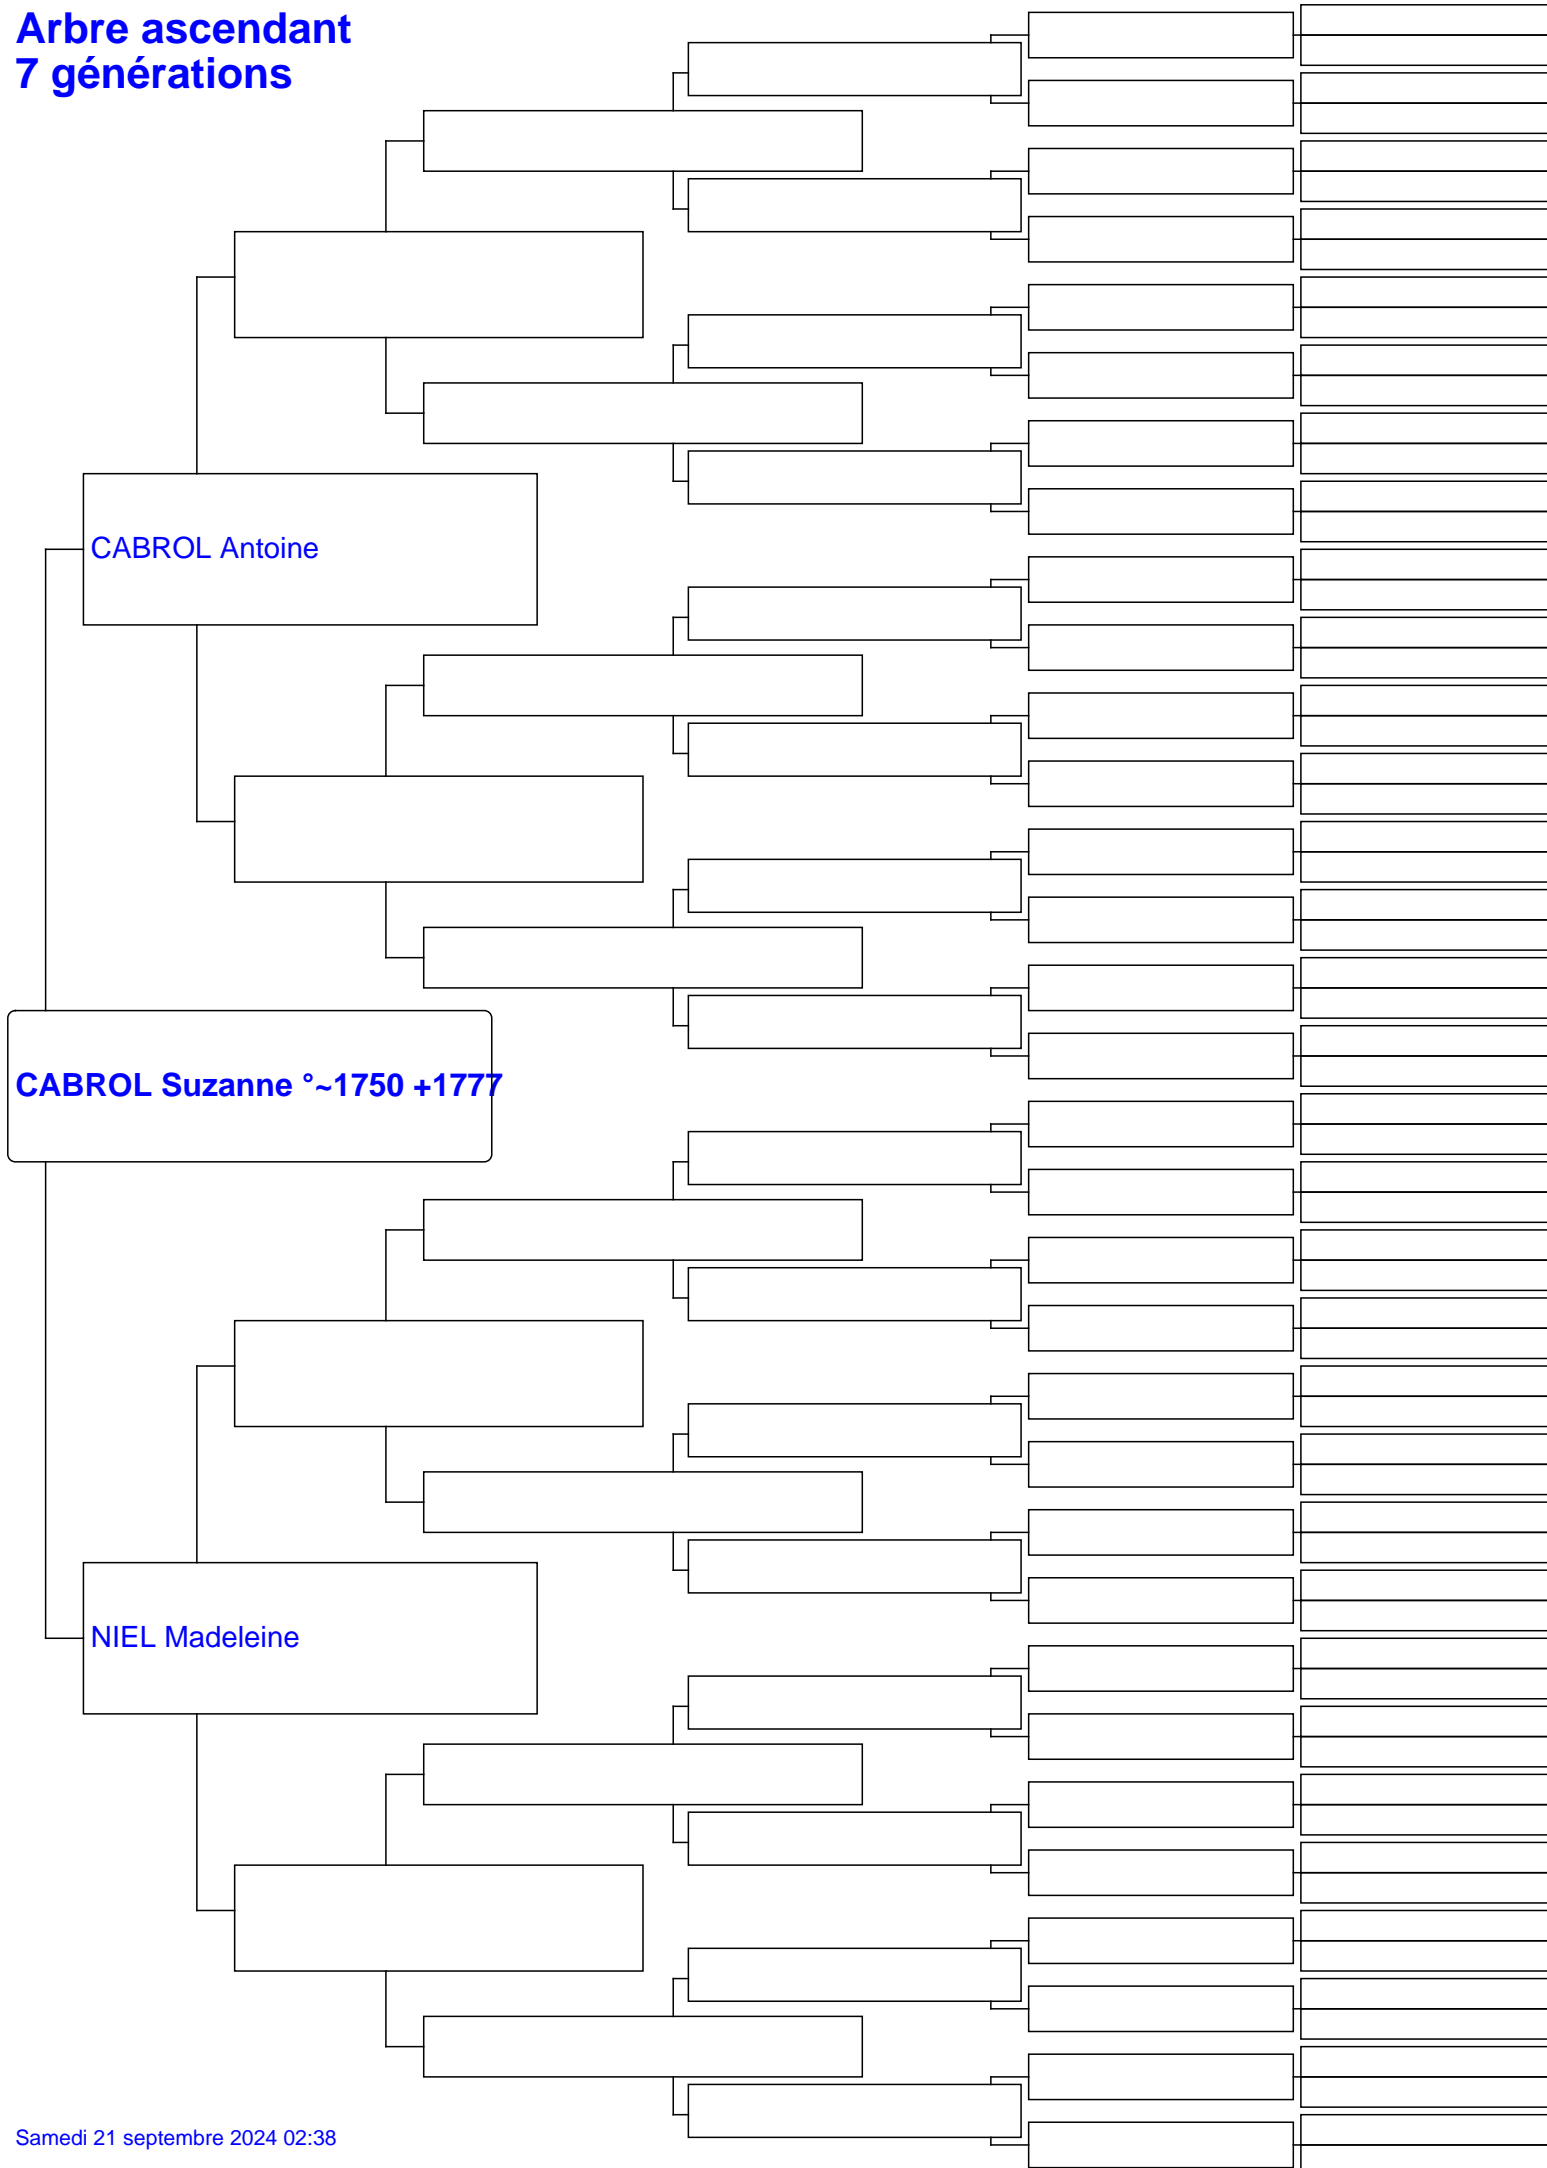 Arbre ascendant
7 générations
CABROL Antoine
CABROL Suzanne °~1750 +1777
NIEL Madeleine
Samedi 21 septembre 2024 02:38